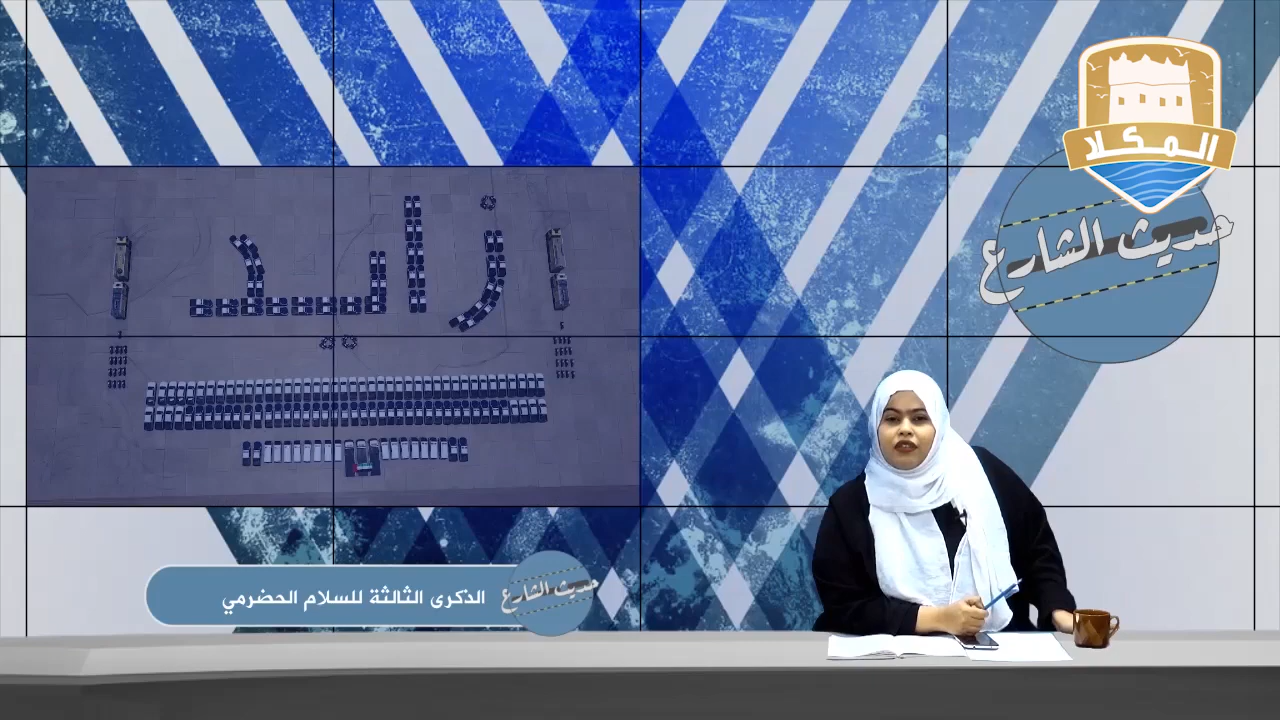 المكلا
حديث الشارع
زايد
الذكرى الثالثة للسلام الحضرمي
حديث الشارع